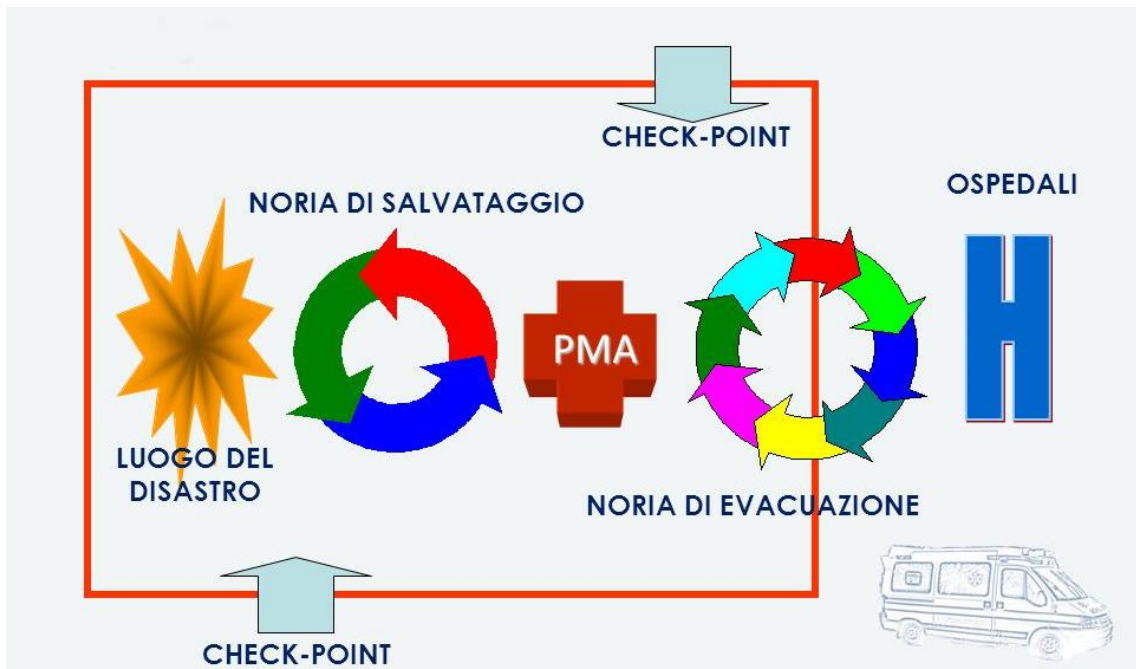 CHECK-POINT
OSPEDALI
NORIA DI SALVATAGGIO
PMA
LUOGO DEL
DISASTRO
NORIA DI EVACUAZIONE
CHECK-POINT